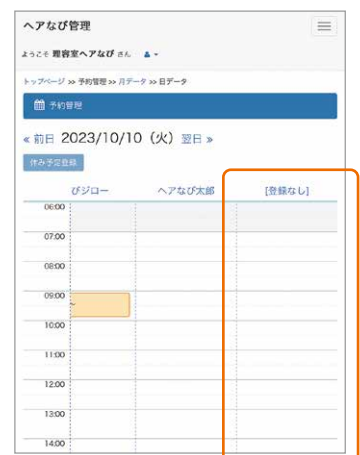 ヘアなび管理
ようこそ 理容室ヘアなび さん
トップページ >> 予約管理 >> 月データ >> 日データ
予約管理
« 前日 2023/10/10（火）翌日 »
休み予定登録
びジロー ヘアなび太郎 [登録なし]
06:00
07:00
08:00
09:00
~
10:00
11:00
12:00
13:00
14:00